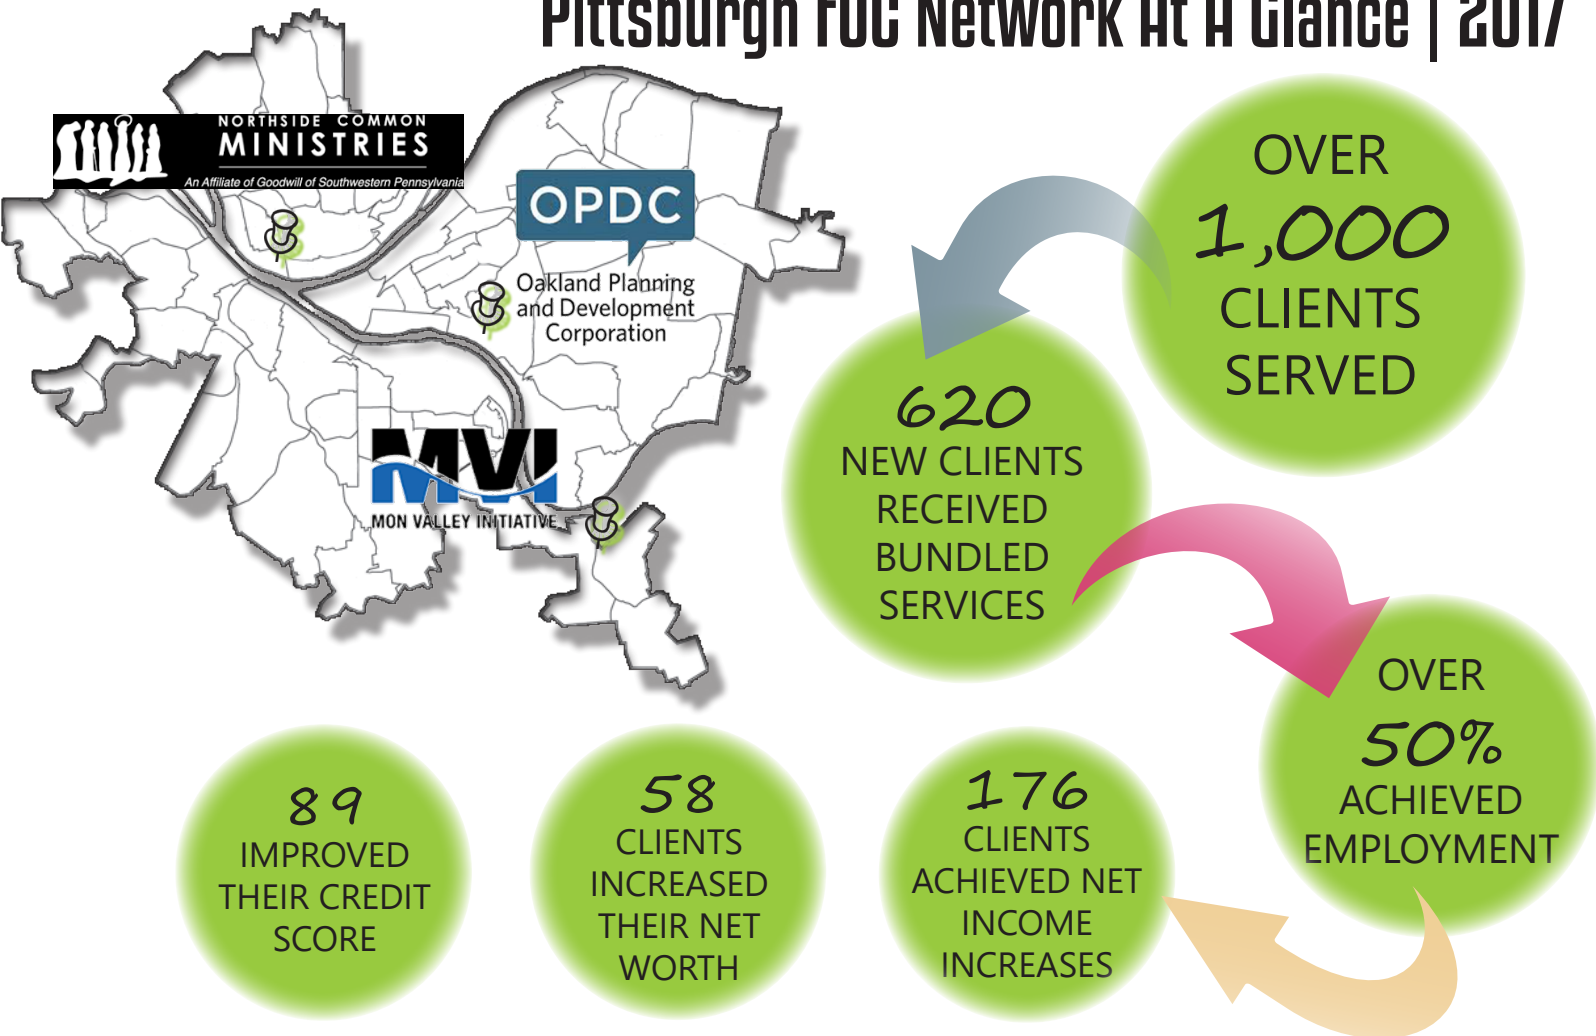 Pittsburgh FOC Network At A Glance | 2017
NORTHSIDE COMMON
MINISTRIES
An Affiliate of Goodwill of Southwestern Pennsylvania
OPDC
Oakland Planning
and Development
Corporation
MVI
MON VALLEY INITIATIVE
OVER
1,000
CLIENTS
SERVED
620
NEW CLIENTS
RECEIVED
BUNDLED
SERVICES
OVER
50%
ACHIEVED
EMPLOYMENT
176
CLIENTS
ACHIEVED NET
INCOME
INCREASES
58
CLIENTS
INCREASED
THEIR NET
WORTH
89
IMPROVED
THEIR CREDIT
SCORE